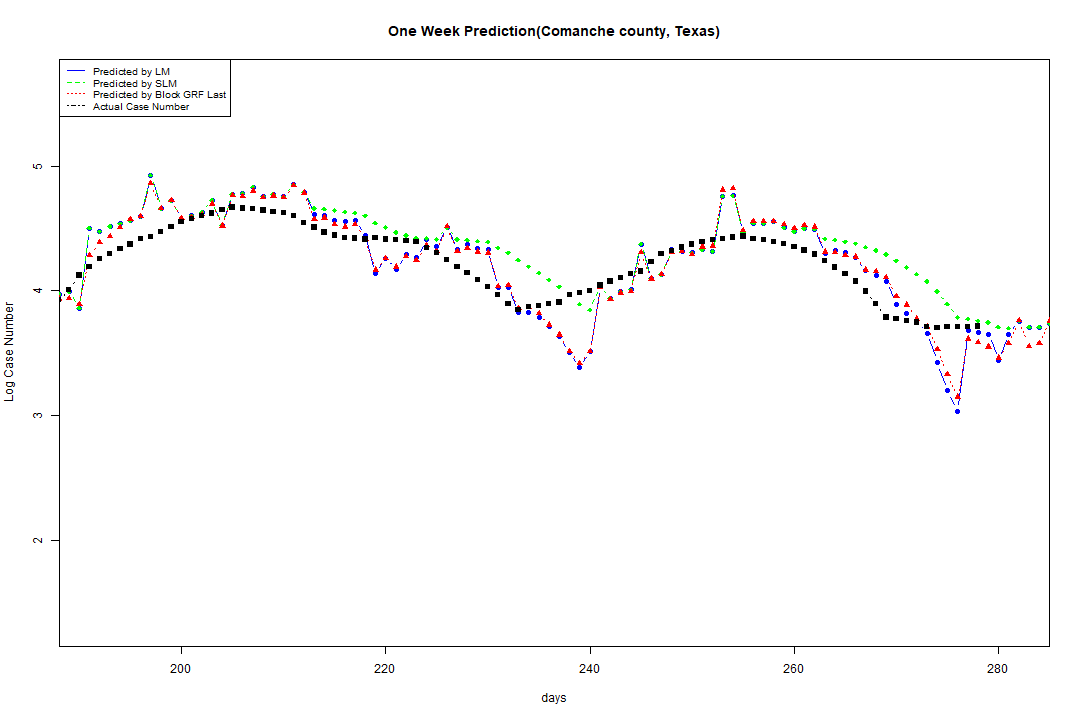 One Week Prediction(Comanche county, Texas)
Predicted by LM
Predicted by SLM
Predicted by Block GRF Last
Actual Case Number
5
4
3
2
Log Case Number
200 220 240 260 280
days